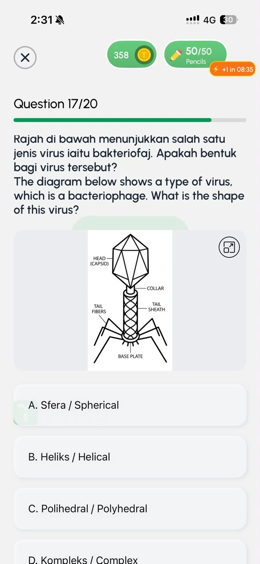 2:31
4G 30
358
50/50
Pencils
+1 in 08:35
Question 17/20
Rajah di bawah menunjukkan salah satu
jenis virus iaitu bakteriofaj. Apakah bentuk
bagi virus tersebut?
The diagram below shows a type of virus,
which is a bacteriophage. What is the shape
of this virus?
HEAD
(CAPSID)
COLLAR
TAIL
FIBERS
TAIL
SHEATH
BASE PLATE
A. Sfera / Spherical
B. Heliks / Helical
C. Polihedral / Polyhedral
D. Kompleks / Complex